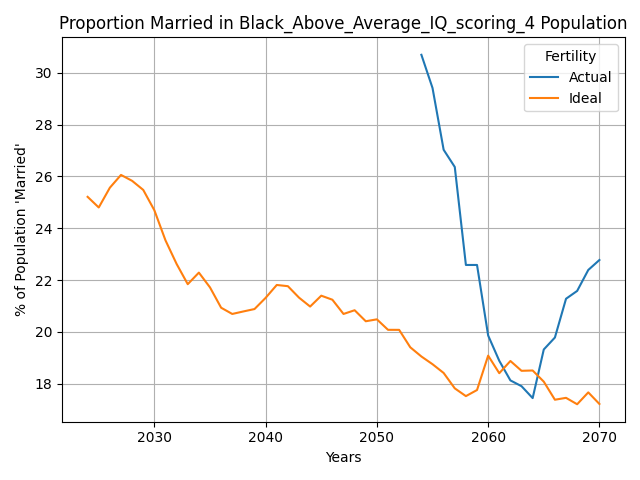 Proportion Married in Black_Above_Average_IQ_scoring_4 Population
Fertility
Actual
Ideal
% of Population 'Married'
30
28
26
24
22
20
18
2030
2040
2050
2060
2070
Years